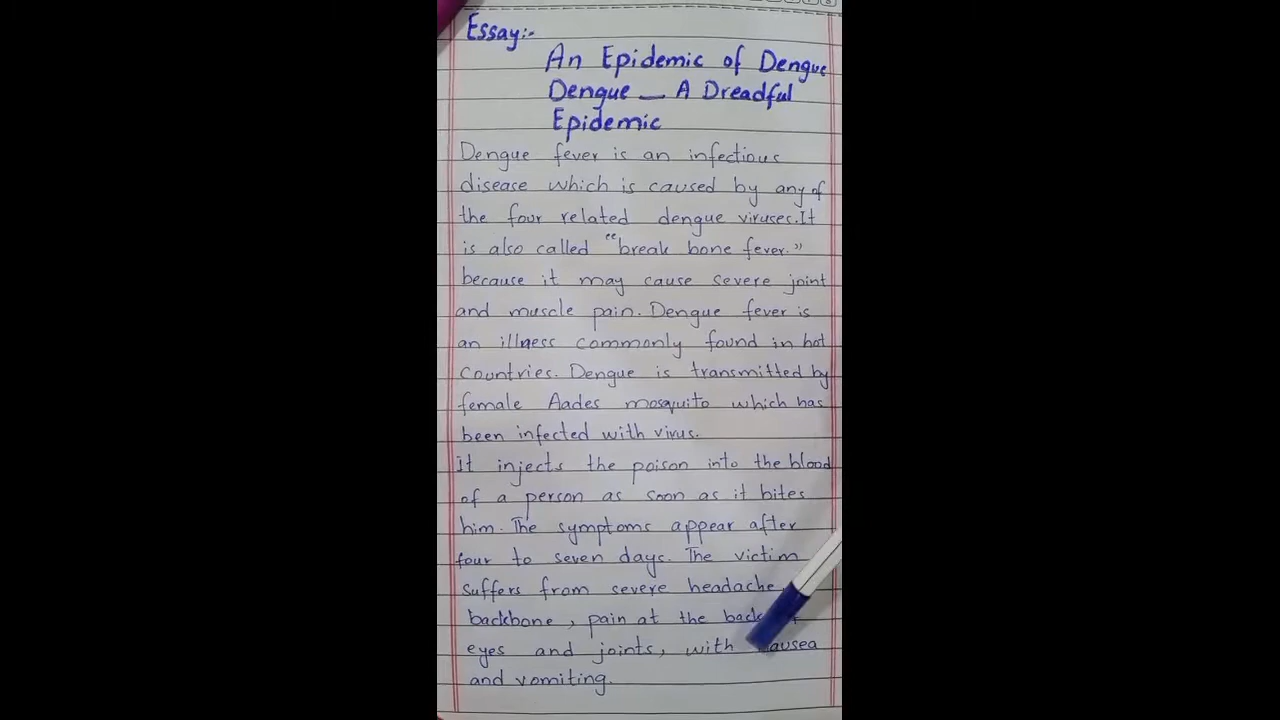 Essay:-
An Epidemic of Dengue
Dengue — A Dreadful
Epidemic
Dengue fever is an infectious
disease which is caused by any of
the four related dengue viruses. It
is also called "break bone fever."
because it may cause severe joint
and muscle pain. Dengue fever is
an illness commonly found in hot
countries. Dengue is transmitted by
female Aades mosquito which has
been infected with virus.
It injects the poison into the blood
of a person as soon as it bites
him. The symptoms appear after
four to seven days. The victim
suffers from severe headache,
backbone, pain at the back
eyes and joints, with
and vomiting.